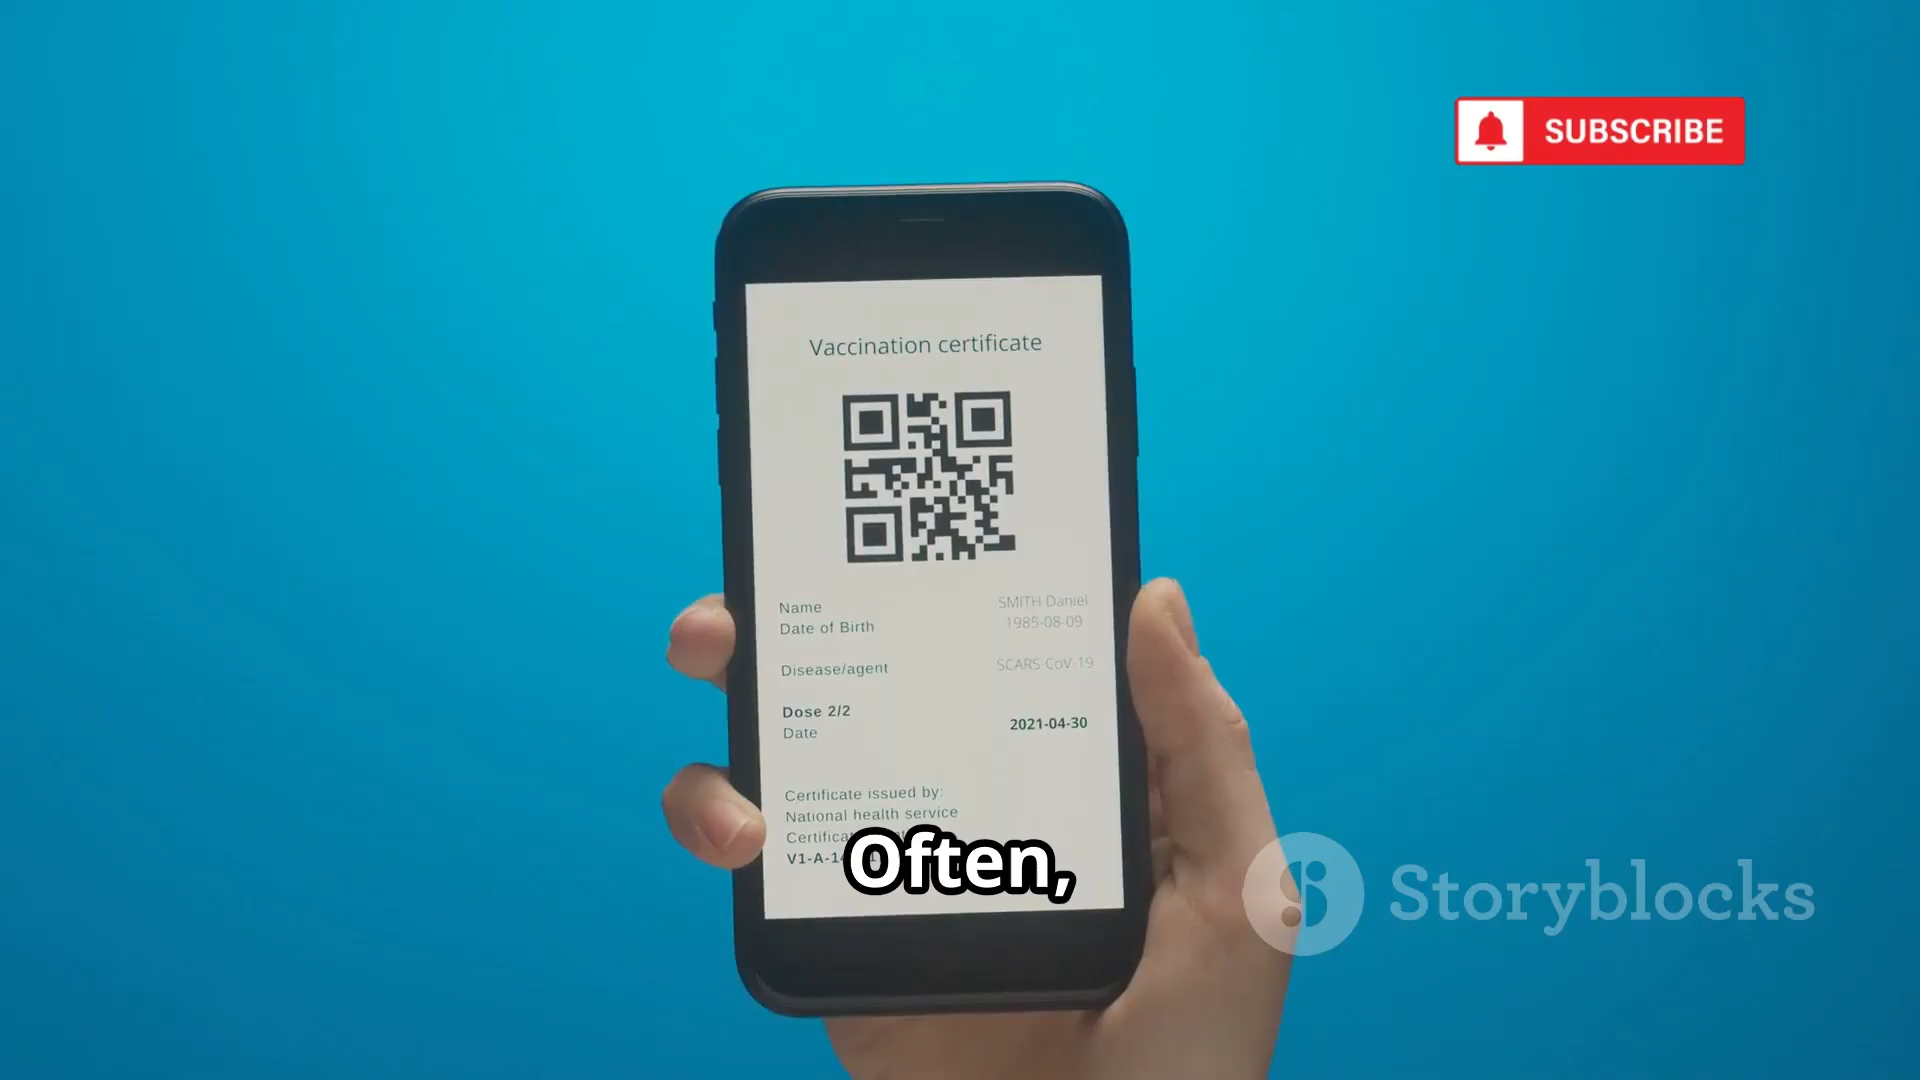 SUBSCRIBE
Vaccination certificate
Name SMITH Daniel
Date of Birth 1985-08-09
Disease/agent SCARS-CoV-19
Dose 2/2
Date 2021-04-30
Certificate issued by:
National health service
Often,
Storyblocks